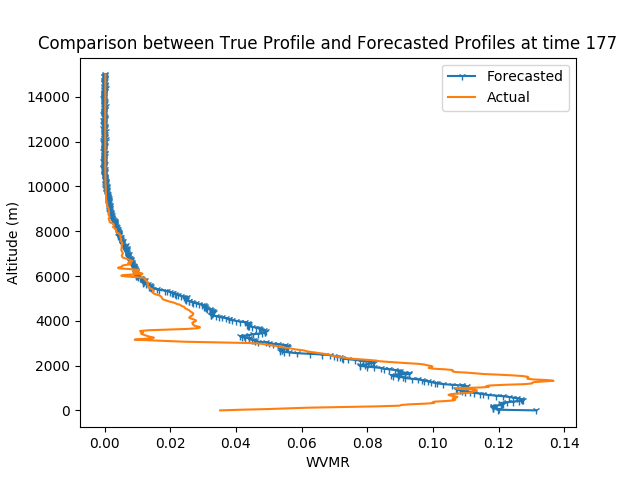 Comparison between True Profile and Forecasted Profiles at time 177
Forecasted
Actual
14000
12000
10000
8000
6000
4000
2000
0
Altitude (m)
0.00 0.02 0.04 0.06 0.08 0.10 0.12 0.14
WVMR